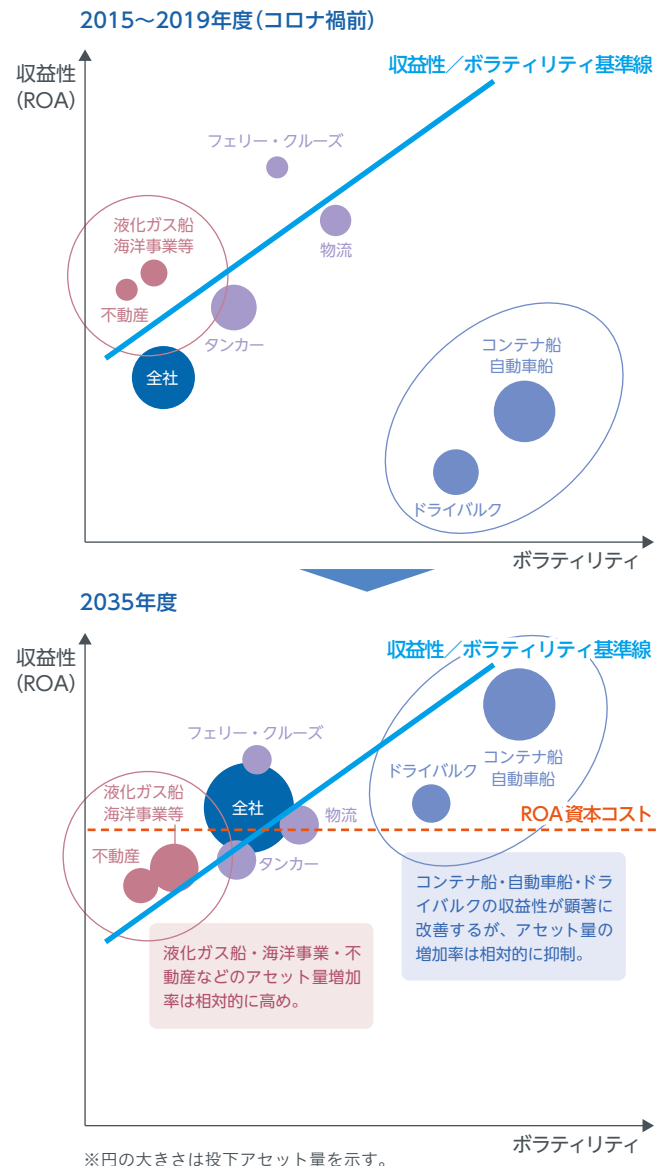 2015～2019年度（コロナ禍前）
収益性
（ROA）
収益性／ボラティリティ基準線
フェリー・クルーズ
物流
液化ガス船
海洋事業等
不動産
タンカー
全社
コンテナ船
自動車船
ドライバルク
ボラティリティ
2035年度
収益性
（ROA）
収益性／ボラティリティ基準線
フェリー・クルーズ
ドライバルク
コンテナ船
自動車船
液化ガス船
海洋事業等
全社
物流
ROA 資本コスト
不動産
タンカー
コンテナ船・自動車船・ドラ
イバルクの収益性が顕著に
改善するが、アセット量の
増加率は相対的に抑制。
液化ガス船・海洋事業・不
動産などのアセット量増加
率は相対的に高め。
ボラティリティ
※円の大きさは投下アセット量を示す。